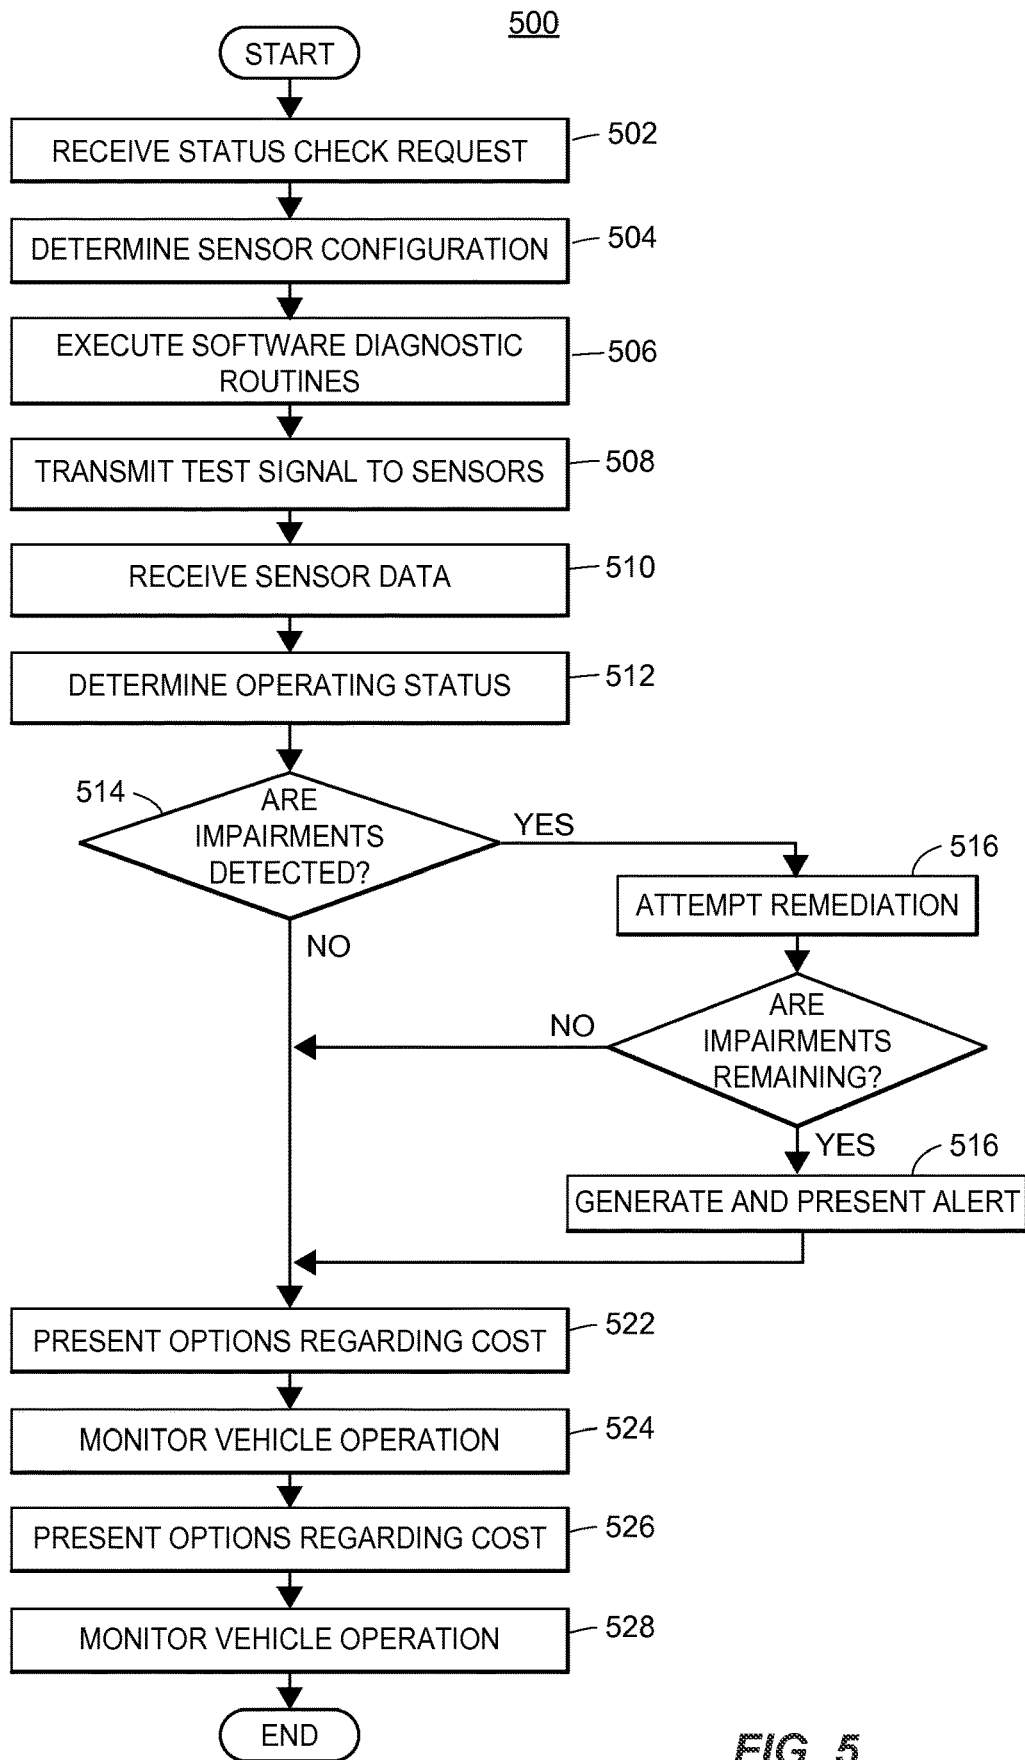 500
START
RECEIVE STATUS CHECK REQUEST
502
DETERMINE SENSOR CONFIGURATION
504
EXECUTE SOFTWARE DIAGNOSTIC
ROUTINES
506
TRANSMIT TEST SIGNAL TO SENSORS
508
RECEIVE SENSOR DATA
510
DETERMINE OPERATING STATUS
512
514
ARE
IMPAIRMENTS
DETECTED?
YES
NO
516
ATTEMPT REMEDIATION
ARE
IMPAIRMENTS
REMAINING?
NO
YES
516
GENERATE AND PRESENT ALERT
PRESENT OPTIONS REGARDING COST
522
MONITOR VEHICLE OPERATION
524
PRESENT OPTIONS REGARDING COST
526
MONITOR VEHICLE OPERATION
528
END
FIG. 5